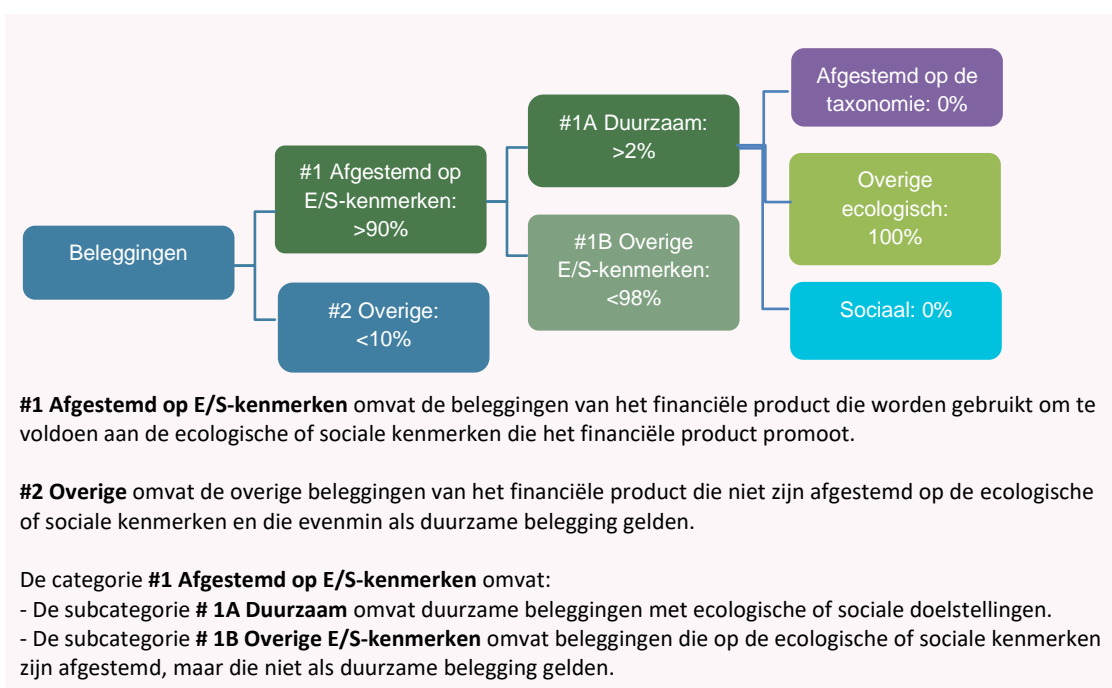 Beleggingen
#1 Afgestemd op
E/S-kenmerken:
>90%
#2 Overige:
<10%
#1A Duurzaam:
>2%
#1B Overige
E/S-kenmerken:
<98%
Afgestemd op de
taxonomie: 0%
Overige
ecologisch:
100%
Sociaal: 0%
#1 Afgestemd op E/S-kenmerken omvat de beleggingen van het financiële product die worden gebruikt om te
voldoen aan de ecologische of sociale kenmerken die het financiële product promoot.
#2 Overige omvat de overige beleggingen van het financiële product die niet zijn afgestemd op de ecologische
of sociale kenmerken en die evenmin als duurzame belegging gelden.
De categorie #1 Afgestemd op E/S-kenmerken omvat:
- De subcategorie # 1A Duurzaam omvat duurzame beleggingen met ecologische of sociale doelstellingen.
- De subcategorie # 1B Overige E/S-kenmerken omvat beleggingen die op de ecologische of sociale kenmerken
zijn afgestemd, maar die niet als duurzame belegging gelden.